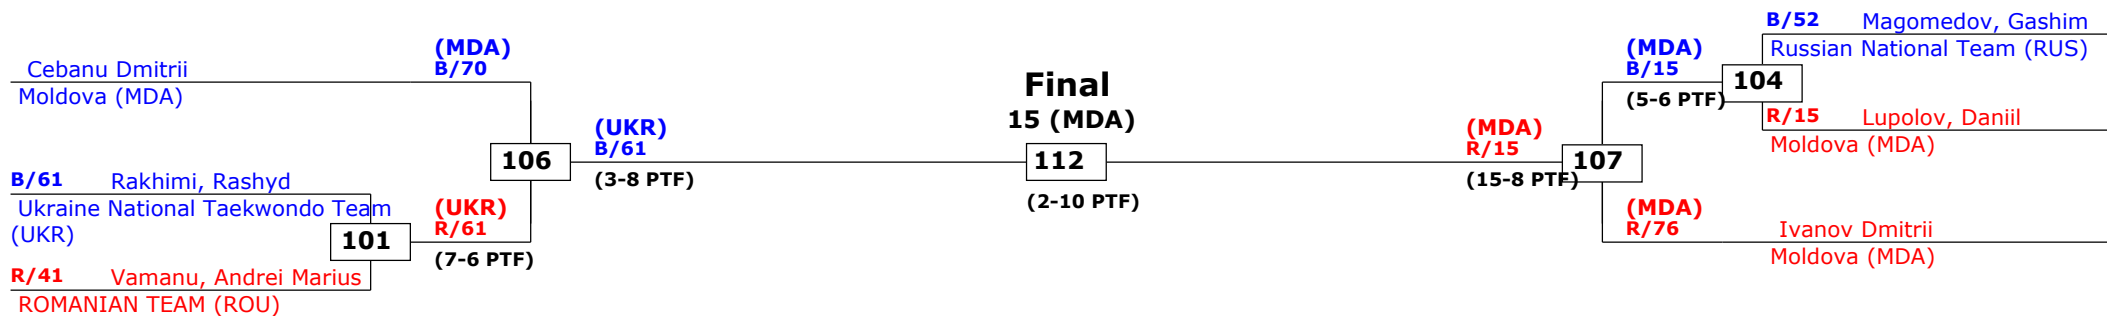 Cebanu Dmitrii
Moldova (MDA)
B/61 Rakhimi, Rashyd
Ukraine National Taekwondo Team
(UKR)
R/41 Vamanu, Andrei Marius
ROMANIAN TEAM (ROU)
101
(MDA)
B/70
(UKR)
R/61
(7-6 PTF)
106
(UKR)
B/61
(3-8 PTF)
Final
15 (MDA)
112
(2-10 PTF)
(MDA)
R/15
(15-8 PTF)
107
(MDA)
B/15
(5-6 PTF)
(MDA)
R/76
104
B/52 Magomedov, Gashim
Russian National Team (RUS)
R/15 Lupolov, Daniil
Moldova (MDA)
Ivanov Dmitrii
Moldova (MDA)